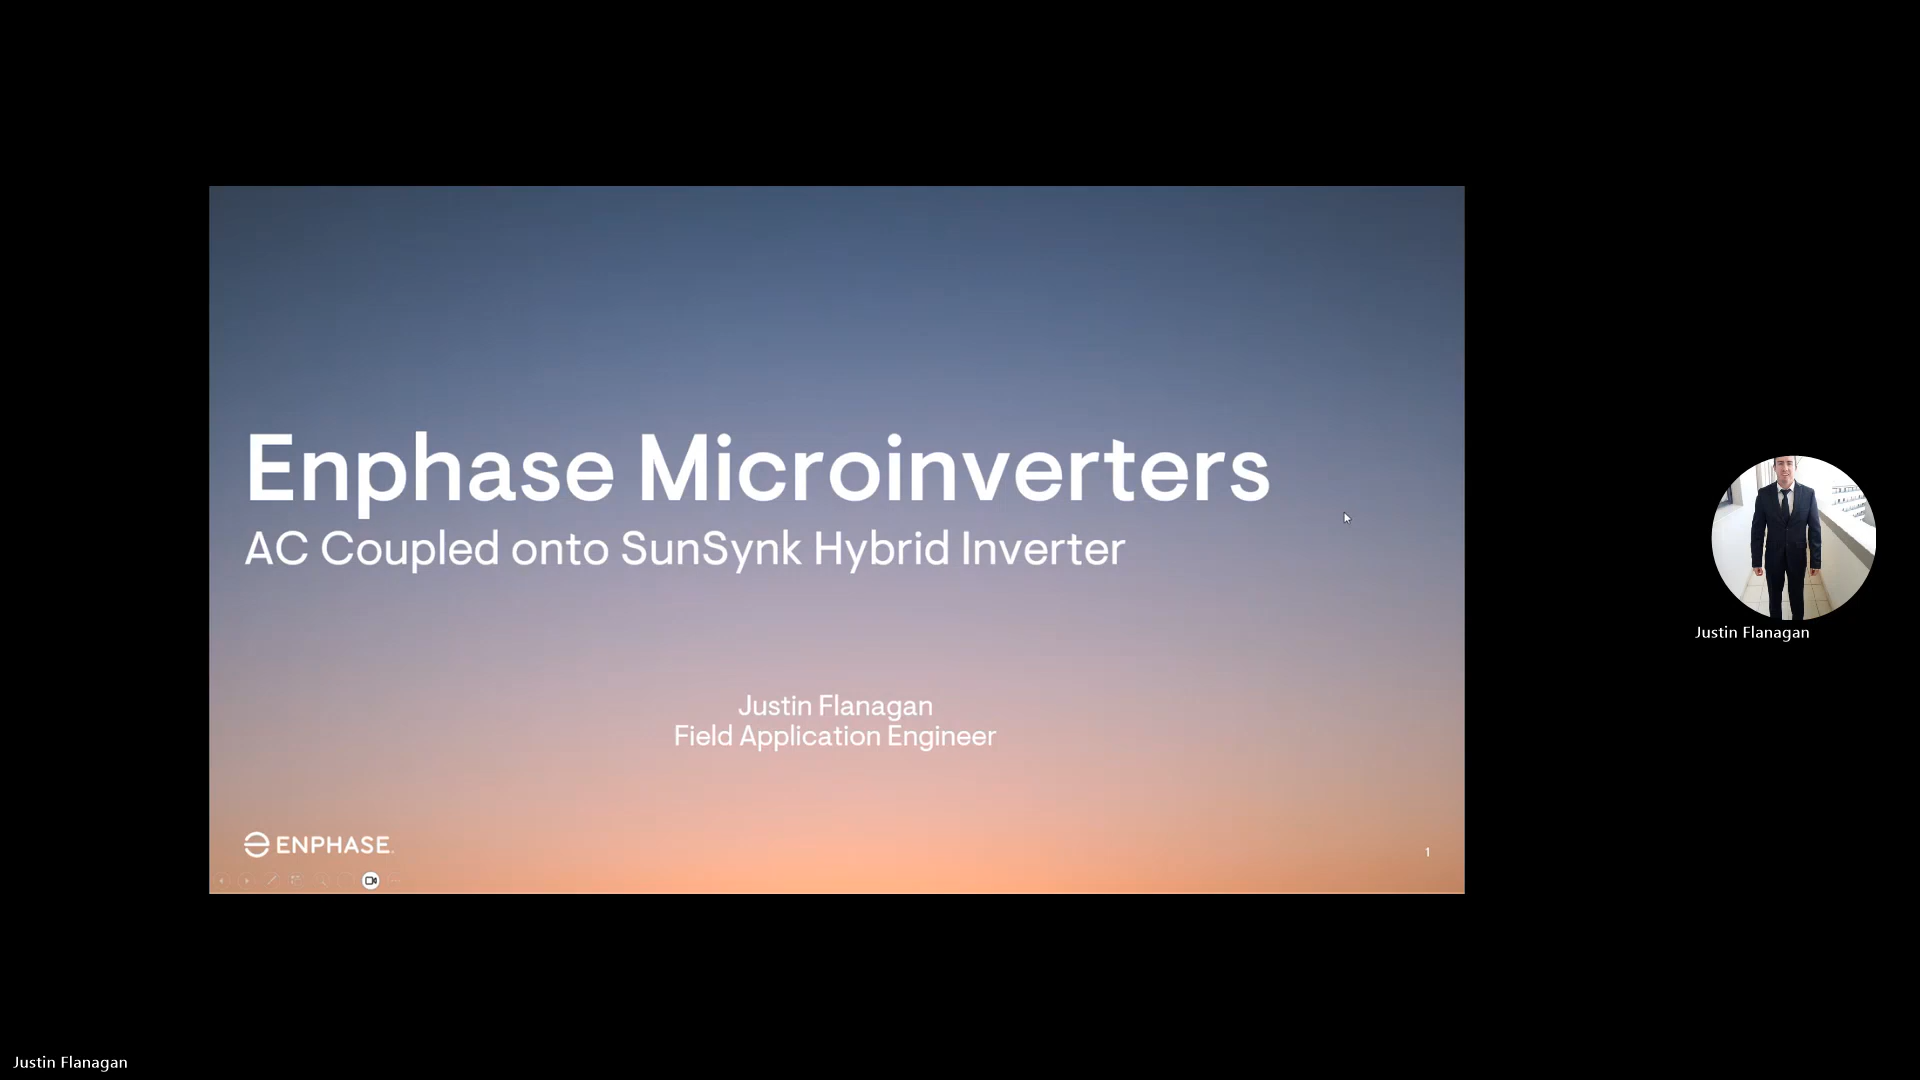 Enphase Microinverters
AC Coupled onto SunSynk Hybrid Inverter
Justin Flanagan
Field Application Engineer
ENPHASE.
1
Justin Flanagan
Justin Flanagan